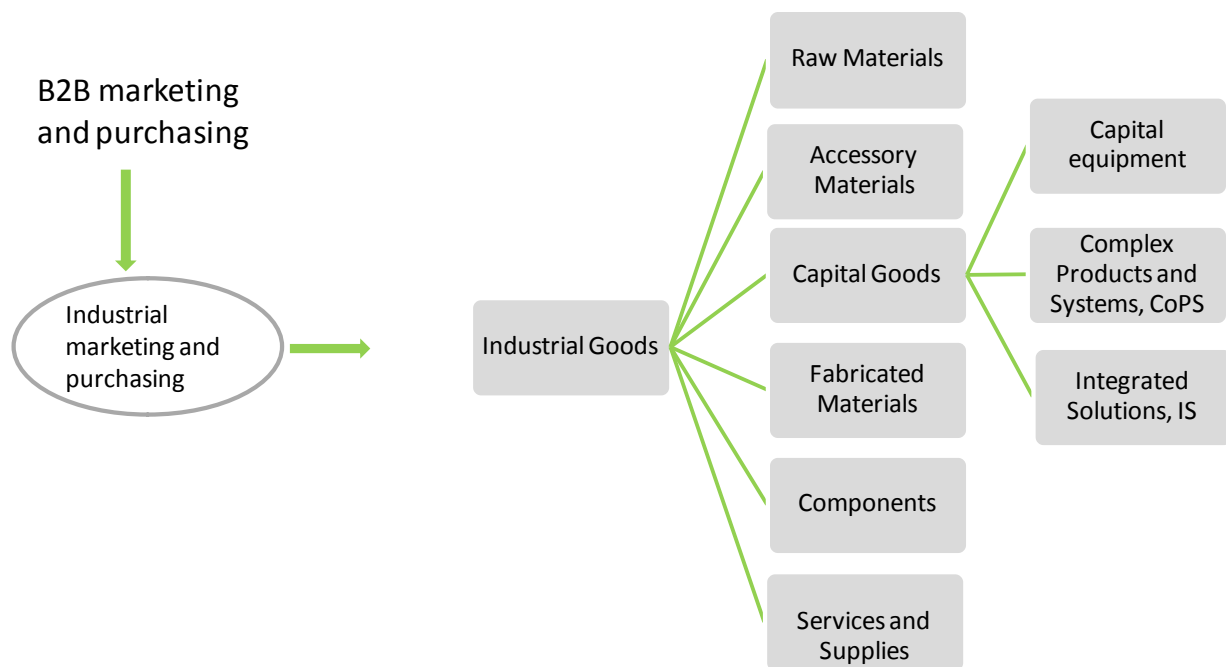 B2B marketing
and purchasing
Industrial
marketing and
purchasing
Industrial Goods
Raw Materials
Accessory
Materials
Capital Goods
Fabricated
Materials
Components
Services and
Supplies
Capital
equipment
Complex
Products and
Systems, CoPS
Integrated
Solutions, IS